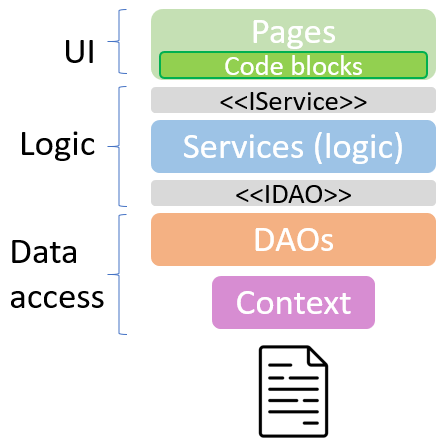 UI
Pages
Code blocks
Logic
<<IService>>
Services (logic)
<<IDAO>>
Data
access
DAOs
Context